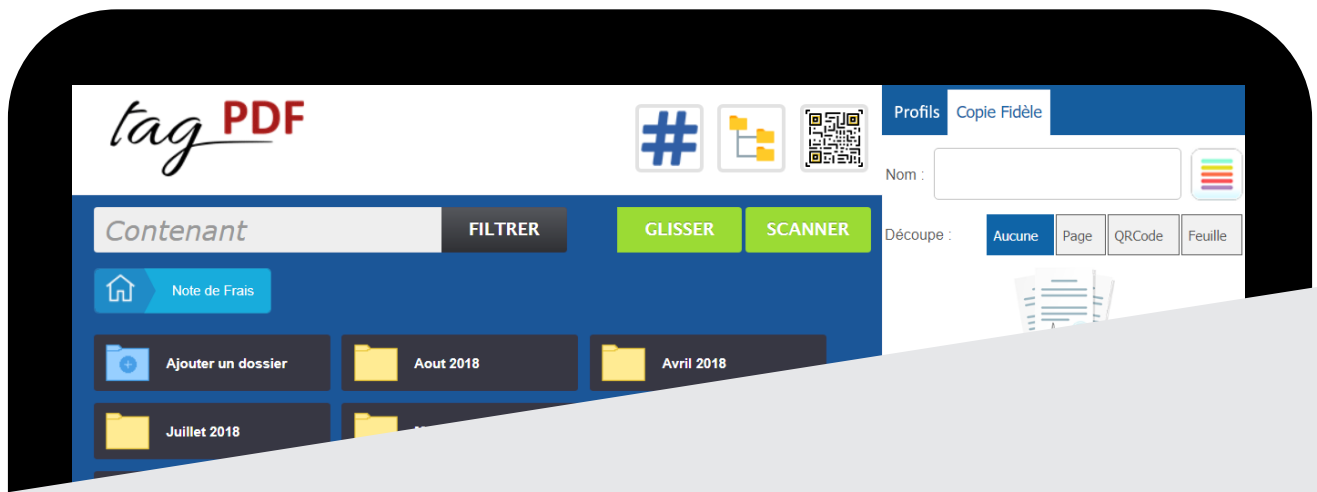 tag PDF
Profils Copie Fidèle
Nom :
Contenant FILTRER GLISSER SCANNER
Découpe : Aucune Page QRCode Feuille
Note de Frais
Ajouter un dossier Aout 2018 Avril 2018
Juillet 2018